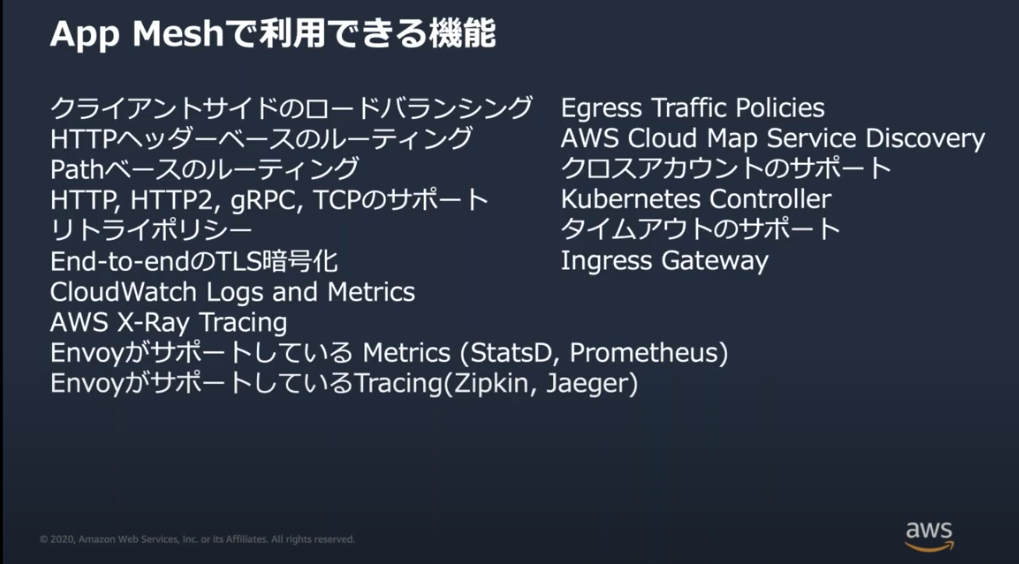 App Meshで利用できる機能
クライアントサイドのロードバランシング
HTTPヘッダーベースのルーティング
Pathベースのルーティング
HTTP, HTTP2, gRPC, TCPのサポート
リトライポリシー
End-to-endのTLS暗号化
CloudWatch Logs and Metrics
AWS X-Ray Tracing
Envoyがサポートしている Metrics (StatsD, Prometheus)
EnvoyがサポートしているTracing(Zipkin, Jaeger)
Egress Traffic Policies
AWS Cloud Map Service Discovery
クロスアカウントのサポート
Kubernetes Controller
タイムアウトのサポート
Ingress Gateway
© 2020, Amazon Web Services, Inc. or its Affiliates. All rights reserved.
aws